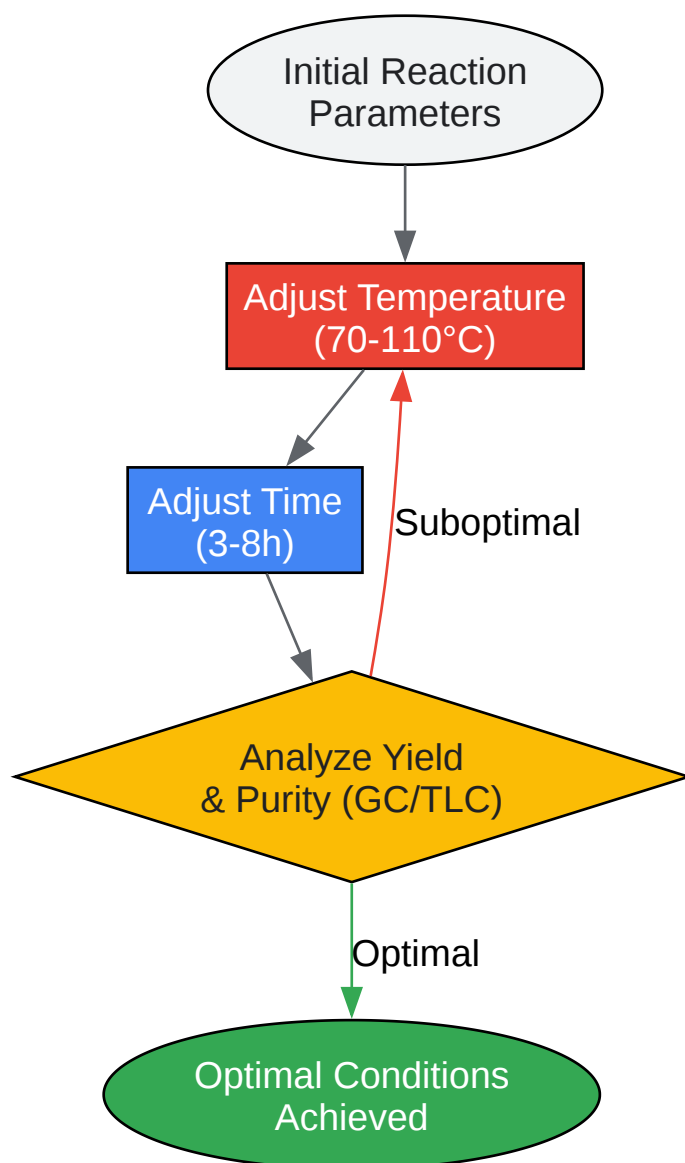 Initial Reaction
Parameters
Adjust Temperature
(70-110°C)
Adjust Time
(3-8h)
Suboptimal
Analyze Yield
& Purity (GC/TLC)
Optimal
Optimal Conditions
Achieved